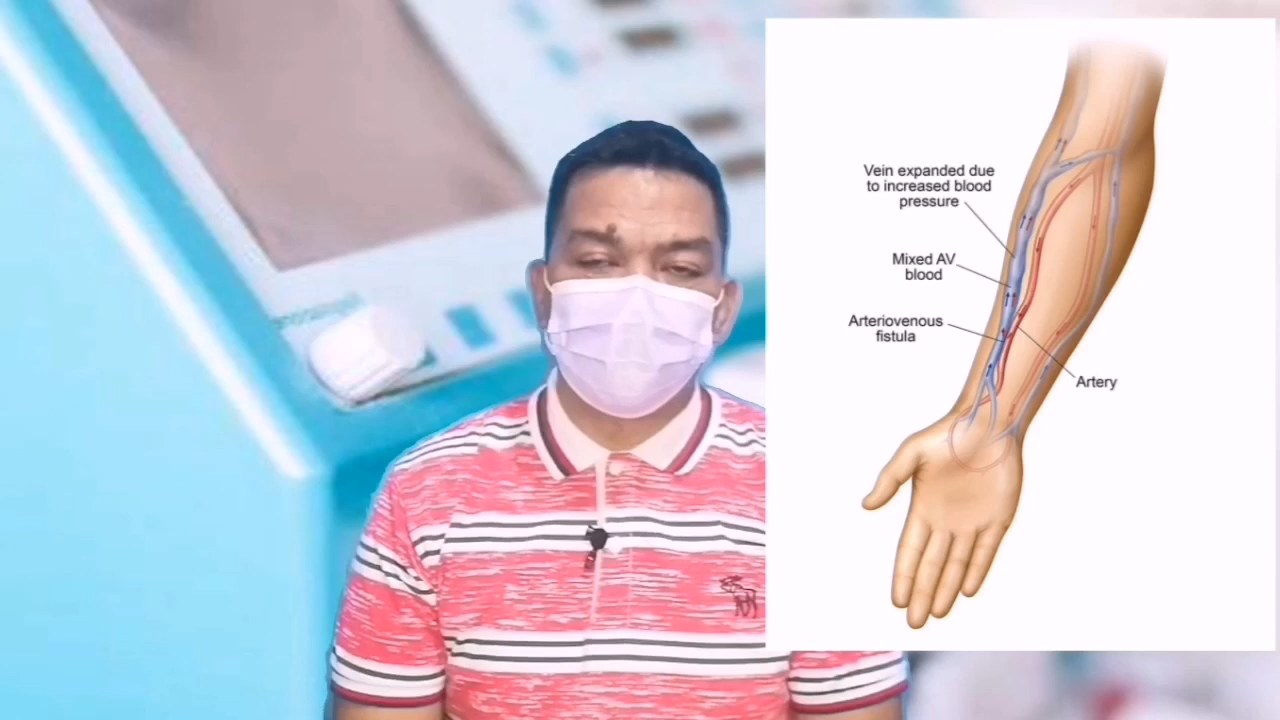 Vein expanded due
to increased blood
pressure
Mixed AV
blood
Arteriovenous
fistula
Artery